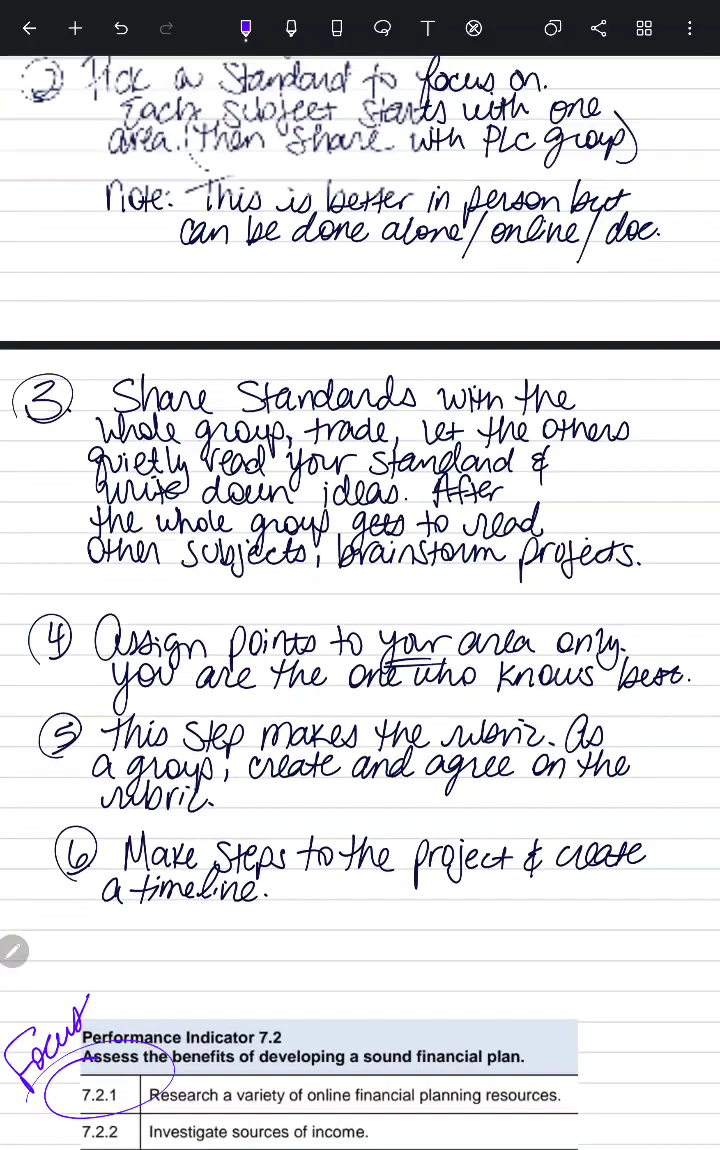 ② Pick a Standard to focus on.
Each subject starts with one
area. (Then share with PLC group)
Note: This is better in person but
can be done alone/online/doc.
③. Share Standards with the
whole group, trade, let the others
quietly read your standard &
write down ideas. After
the whole group gets to read
other subjects, brainstorm projects.
④ Assign points to your area only.
you are the one who knows best.
⑤ This step makes the rubric. As
a group, create and agree on the
rubric.
⑥ Make steps to the project & create
a timeline.
Focus
Performance Indicator 7.2
Assess the benefits of developing a sound financial plan.
7.2.1 Research a variety of online financial planning resources.
7.2.2 Investigate sources of income.